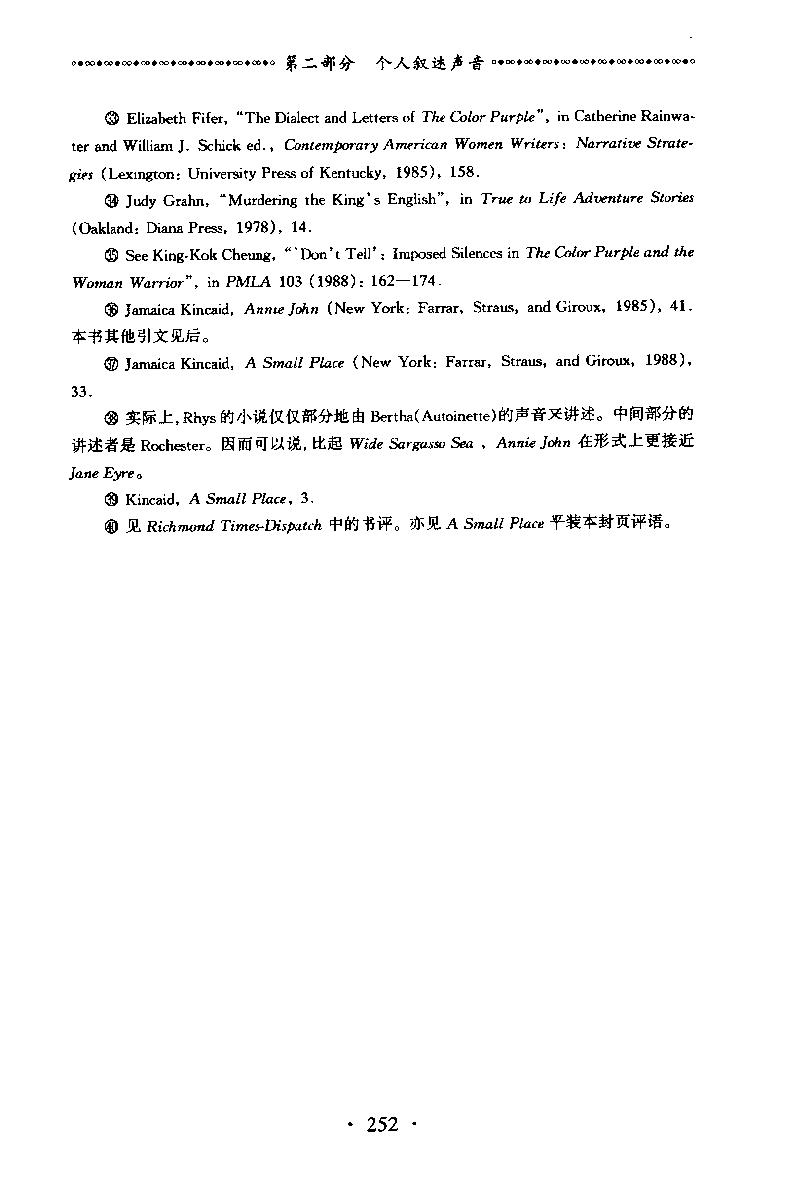 第二部分 个人叙述声音
㉝ Elizabeth Fifer, “The Dialect and Letters of The Color Purple”, in Catherine Rainwa-
ter and William J. Schick ed., Contemporary American Women Writers: Narrative Strate-
gies (Lexington: University Press of Kentucky, 1985), 158.
㉞ Judy Grahn, “Murdering the King's English”, in True to Life Adventure Stories
(Oakland: Diana Press, 1978), 14.
㉟ See King-Kok Cheung, “‘Don't Tell’: Imposed Silences in The Color Purple and the
Woman Warrior”, in PMLA 103 (1988): 162—174.
㊱ Jamaica Kincaid, Annie John (New York: Farrar, Straus, and Giroux, 1985), 41.
本书其他引文见后。
㊲ Jamaica Kincaid, A Small Place (New York: Farrar, Straus, and Giroux, 1988),
33.
㊳ 实际上,Rhys 的小说仅仅部分地由 Bertha(Autoinette)的声音来讲述。中间部分的
讲述者是 Rochester。因而可以说,比起 Wide Sargasso Sea , Annie John 在形式上更接近
Jane Eyre。
㊴ Kincaid, A Small Place, 3.
㊵ 见 Richmond Times-Dispatch 中的书评。亦见 A Small Place 平装本封页评语。
· 252 ·